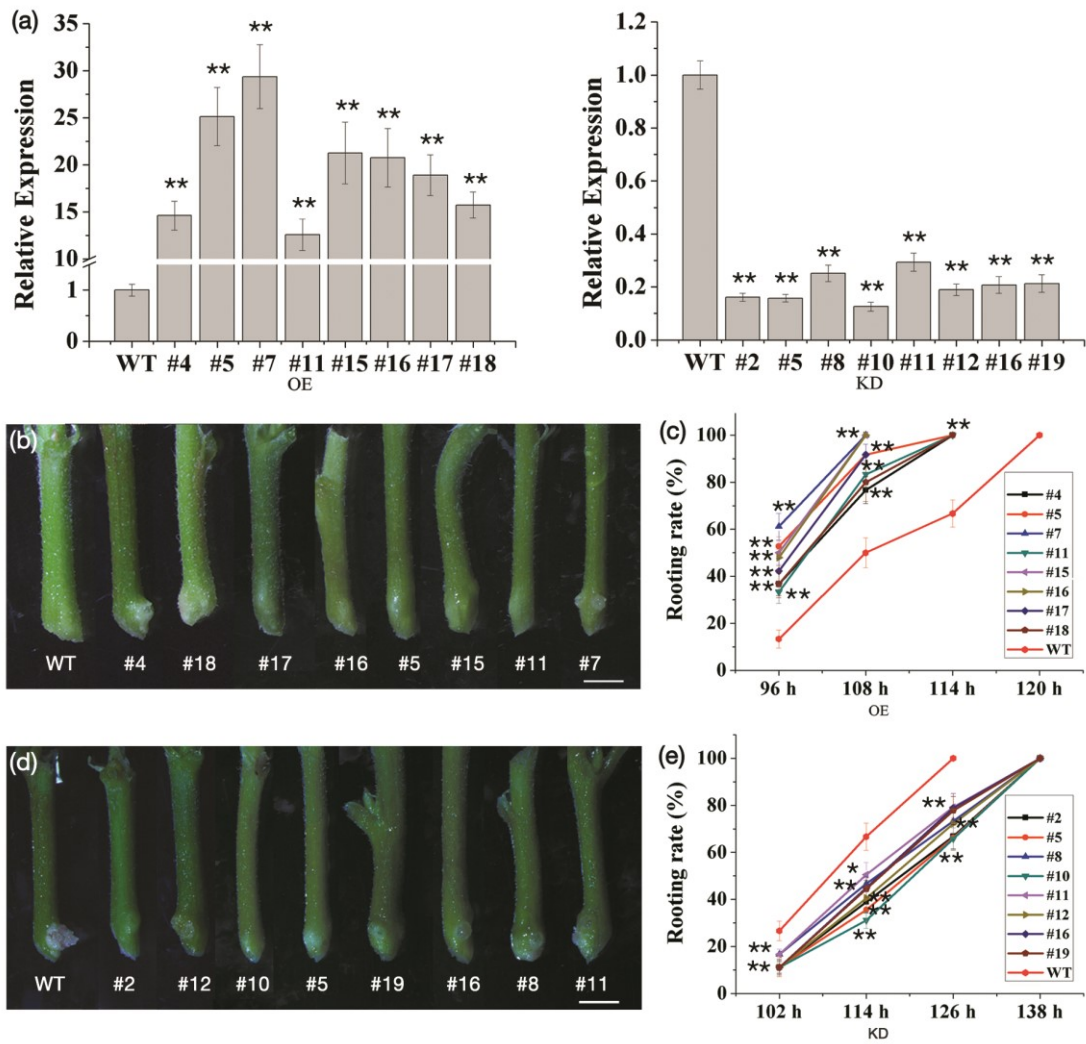 (a)
Relative Expression
35
30
25
20
15
10
1
0
** ** ** ** ** ** ** **
WT #4 #5 #7 #11 #15 #16 #17 #18
OE
Relative Expression
1.2
1.0
0.8
0.6
0.4
0.2
0.0
** ** ** ** ** ** ** **
WT #2 #5 #8 #10 #11 #12 #16 #19
KD
(b)
WT #4 #18 #17 #16 #5 #15 #11 #7
(c)
Rooting rate (%)
100
80
60
40
20
0
** ** **
** **
**
**
**
** **
#4
#5
#7
#11
#15
#16
#17
#18
WT
96 h 108 h 114 h 120 h
OE
(d)
WT #2 #12 #10 #5 #19 #16 #8 #11
(e)
Rooting rate (%)
100
80
60
40
20
0
**
**
*
**
**
**
**
**
**
**
#2
#5
#8
#10
#11
#12
#16
#19
WT
102 h 114 h 126 h 138 h
KD